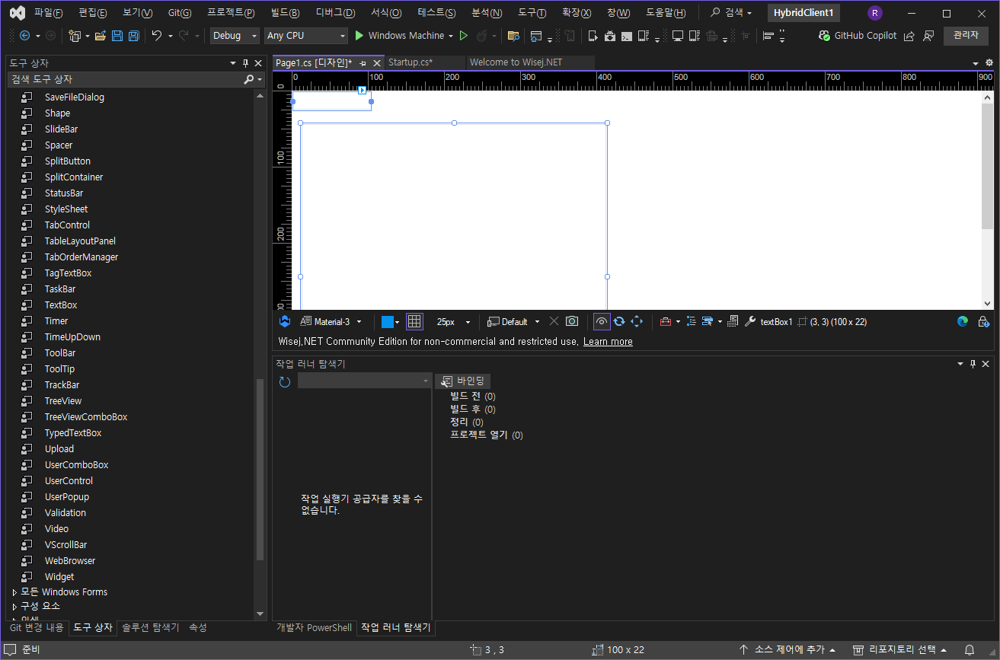 파일(F) 편집(E) 보기(V) Git(G) 프로젝트(P) 빌드(B) 디버그(D) 서식(O) 테스트(S) 분석(N) 도구(T) 확장(X) 창(W) 도움말(H) 검색 HybridClient1 R
Debug Any CPU Windows Machine GitHub Copilot 관리자
도구 상자
검색 도구 상자
SaveFileDialog
Shape
SlideBar
Spacer
SplitButton
SplitContainer
StatusBar
StyleSheet
TabControl
TableLayoutPanel
TabOrderManager
TagTextBox
TaskBar
TextBox
Timer
TimeUpDown
ToolBar
ToolTip
TrackBar
TreeView
TreeViewComboBox
TypedTextBox
Upload
UserComboBox
UserControl
UserPopup
Validation
Video
VScrollBar
WebBrowser
Widget
모든 Windows Forms
구성 요소
Git 변경 내용 도구 상자 솔루션 탐색기 속성
Page1.cs [디자인]* Startup.cs* Welcome to Wisej.NET
0 100 200 300 400 500 600 700 800 900
0
100
200
Material-3 25px Default textBox1 (3, 3) (100 x 22)
Wisej.NET Community Edition for non-commercial and restricted use. Learn more
작업 러너 탐색기
바인딩
빌드 전 (0)
빌드 후 (0)
정리 (0)
프로젝트 열기 (0)
작업 실행기 공급자를 찾을 수
없습니다.
개발자 PowerShell 작업 러너 탐색기
준비 3 , 3 100 x 22 소스 제어에 추가 리포지토리 선택